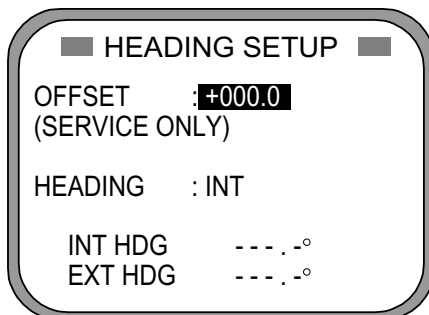 HEADING SETUP
OFFSET : +000.0
(SERVICE ONLY)
HEADING : INT
INT HDG - - - . -°
EXT HDG - - - . -°